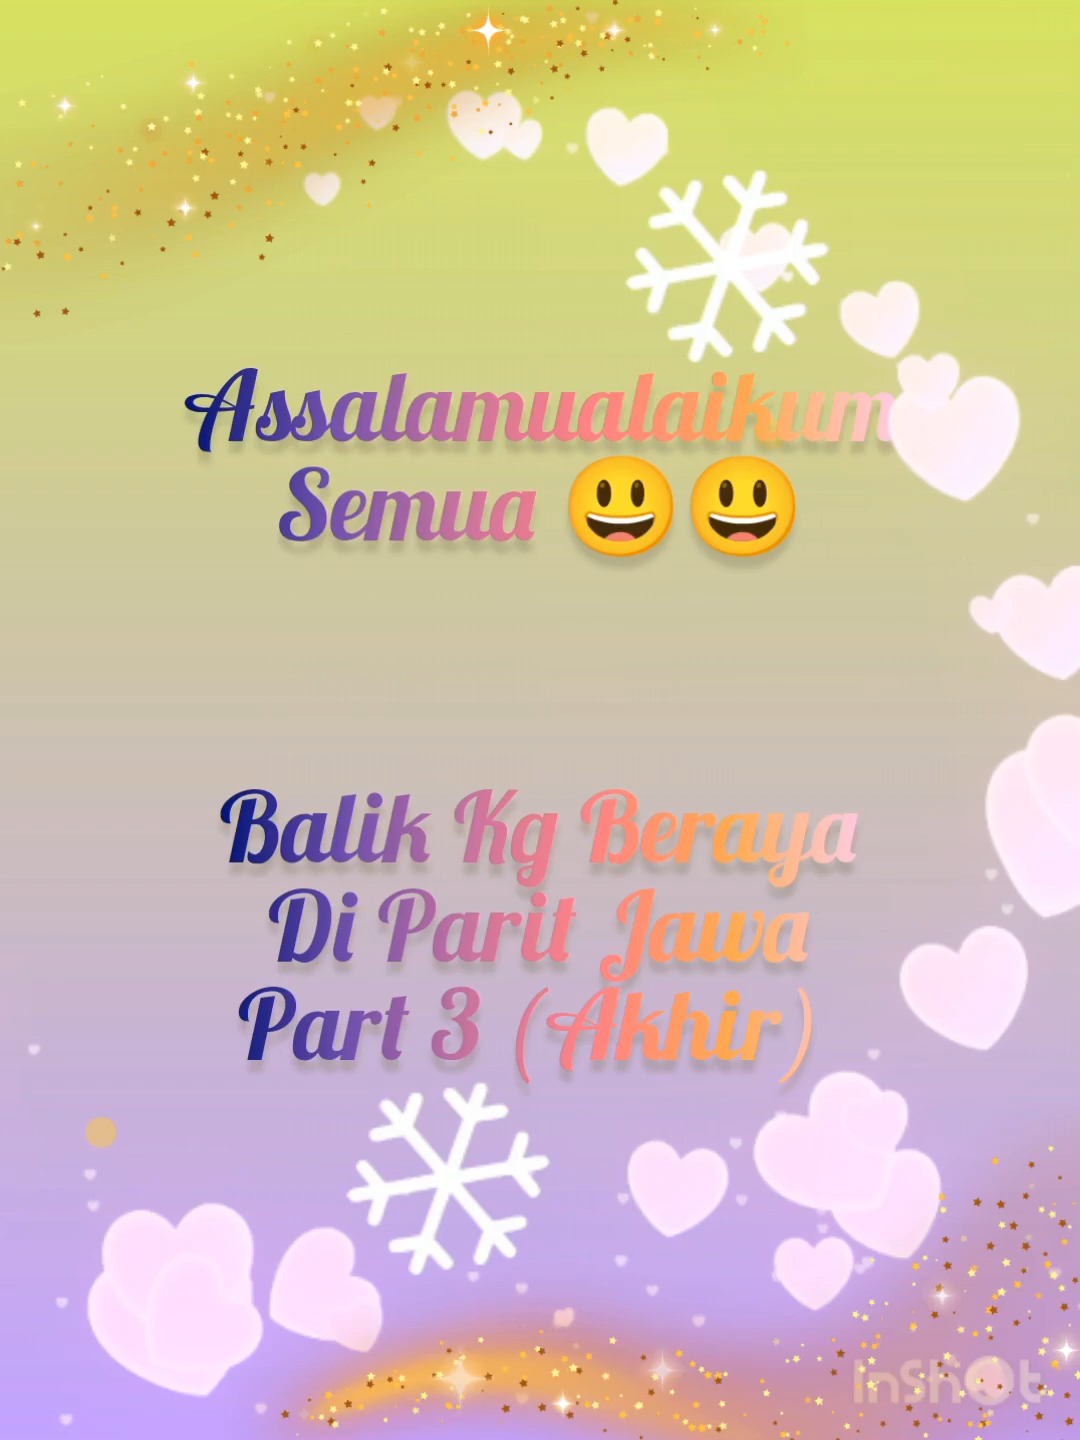 Assalamualaikum
Semua 😃😃
Balik Kg Beraya
Di Parit Jawa
Part 3 (Akhir)
InShOt